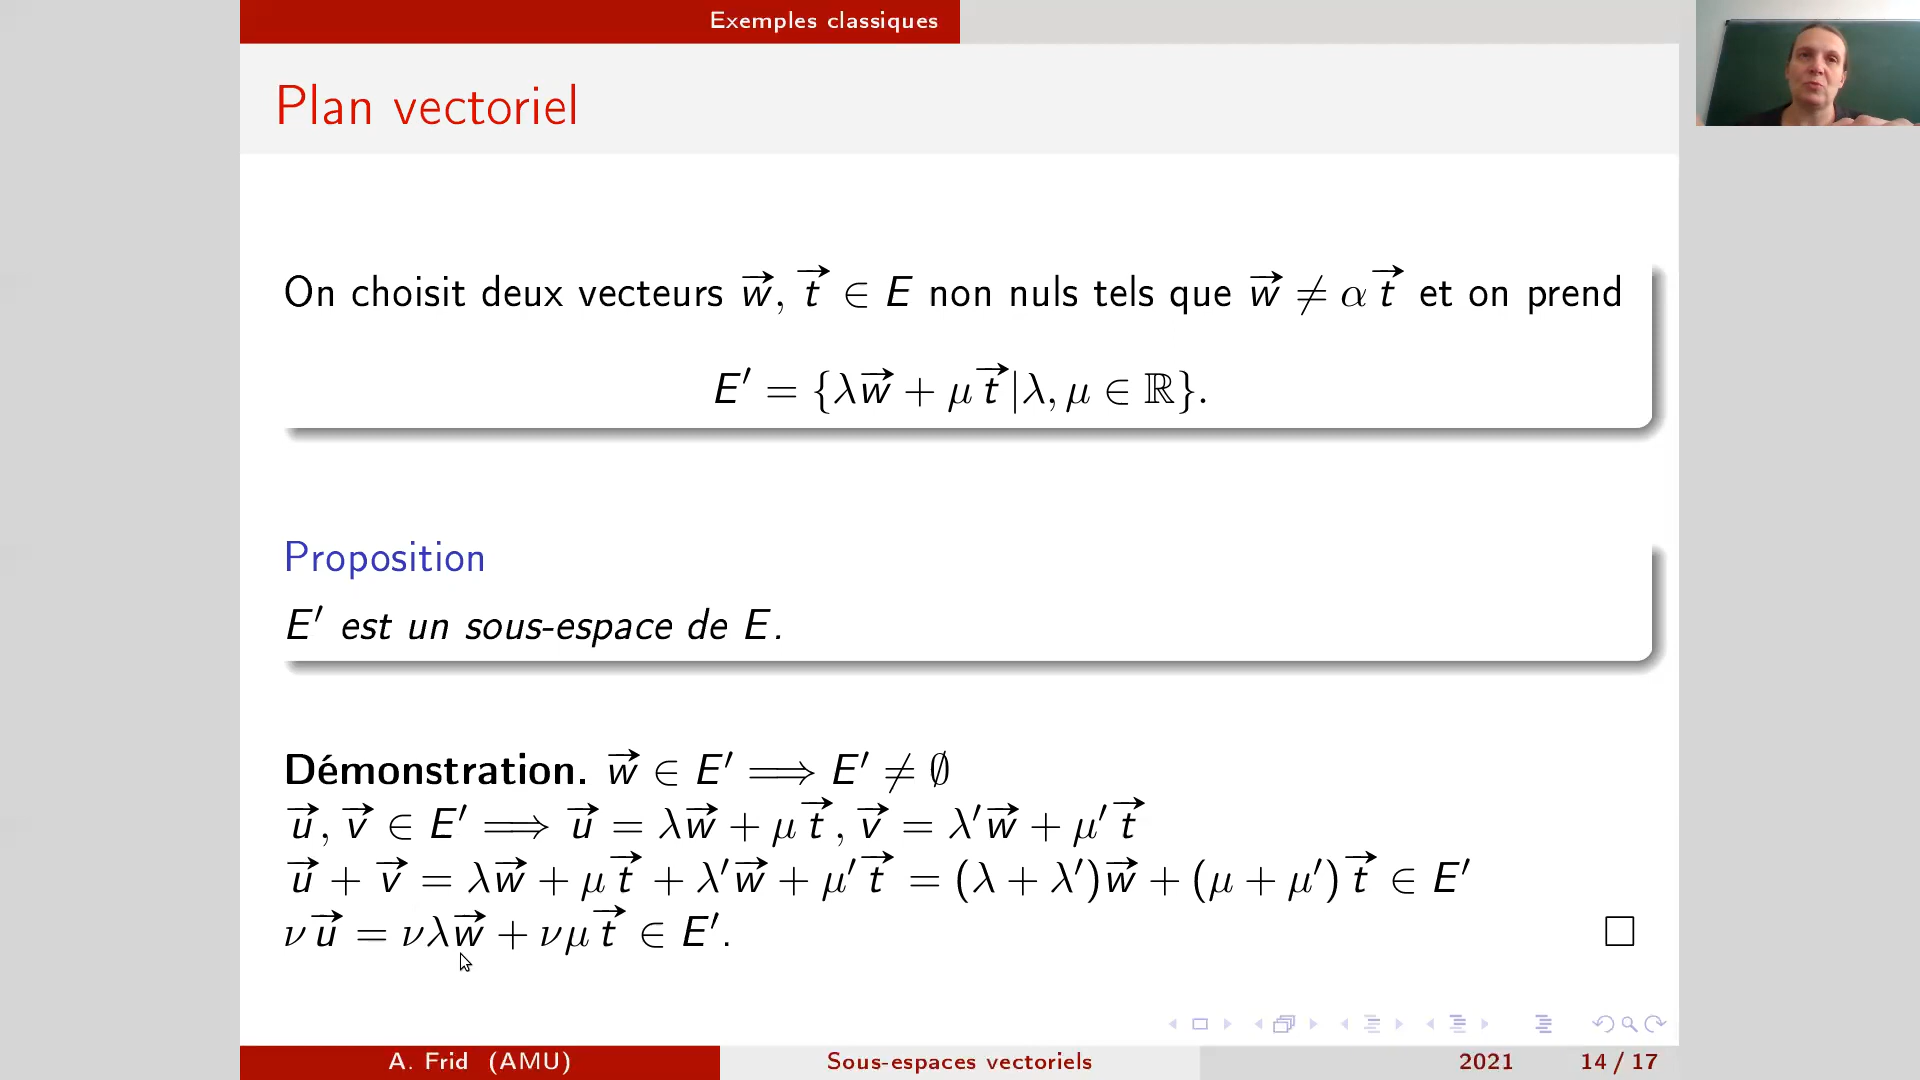 Exemples classiques
Plan vectoriel
On choisit deux vecteurs w⃗, t⃗ ∈ E non nuls tels que w⃗ ≠ αt⃗ et on prend
E′ = {λw⃗ + μt⃗|λ, μ ∈ ℝ}.
Proposition
E′ est un sous-espace de E.
Démonstration. w⃗ ∈ E′ ⟹ E′ ≠ ∅
u⃗, v⃗ ∈ E′ ⟹ u⃗ = λw⃗ + μt⃗, v⃗ = λ′w⃗ + μ′t⃗
u⃗ + v⃗ = λw⃗ + μt⃗ + λ′w⃗ + μ′t⃗ = (λ + λ′)w⃗ + (μ + μ′)t⃗ ∈ E′
νu⃗ = νλw⃗ + νμt⃗ ∈ E′. □
A. Frid (AMU) Sous-espaces vectoriels 2021 14 / 17